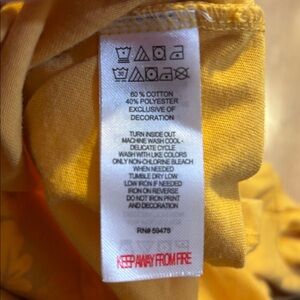 30
60% COTTON
40% POLYESTER
EXCLUSIVE OF
DECORATION
TURN INSIDE OUT
MACHINE WASH COOL -
DELICATE CYCLE
WASH WITH LIKE COLORS
ONLY NON-CHLORINE BLEACH
WHEN NEEDED
TUMBLE DRY LOW
LOW IRON IF NEEDED
IRON ON REVERSE
DO NOT IRON PRINT
AND DECORATION
RN# 59476
KEEP AWAY FROM FIRE